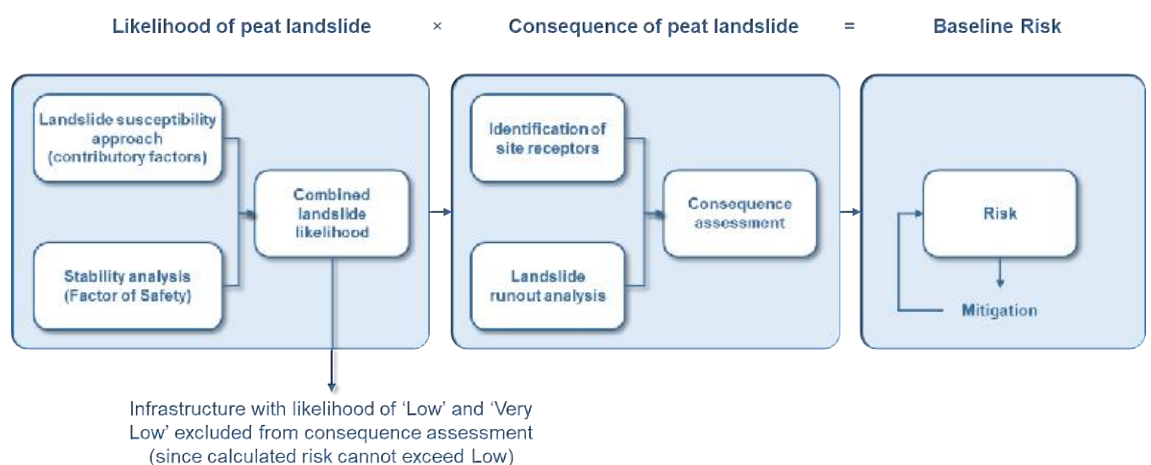 Likelihood of peat landslide × Consequence of peat landslide = Baseline Risk
Landslide susceptibility
approach
(contributory factors)
Stability analysis
(Factor of Safety)
Combined
landslide
likelihood
Identification of
site receptors
Landslide
runout analysis
Consequence
assessment
Risk
Mitigation
Infrastructure with likelihood of ‘Low’ and ‘Very
Low’ excluded from consequence assessment
(since calculated risk cannot exceed Low)